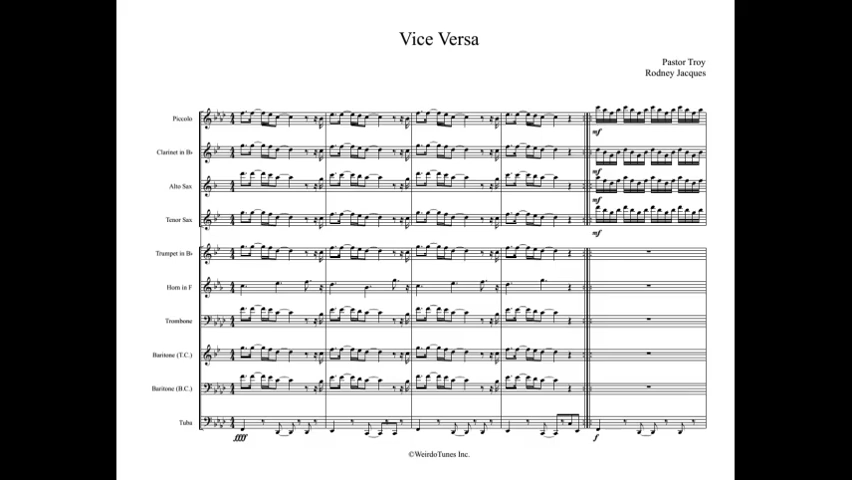 Vice Versa
Pastor Troy
Rodney Jacques
Piccolo
mf
Clarinet in B♭
mf
Alto Sax
mf
Tenor Sax
mf
Trumpet in B♭
Horn in F
Trombone
Baritone (T.C.)
Baritone (B.C.)
Tuba
ffff
f
©WeirdoTunes Inc.